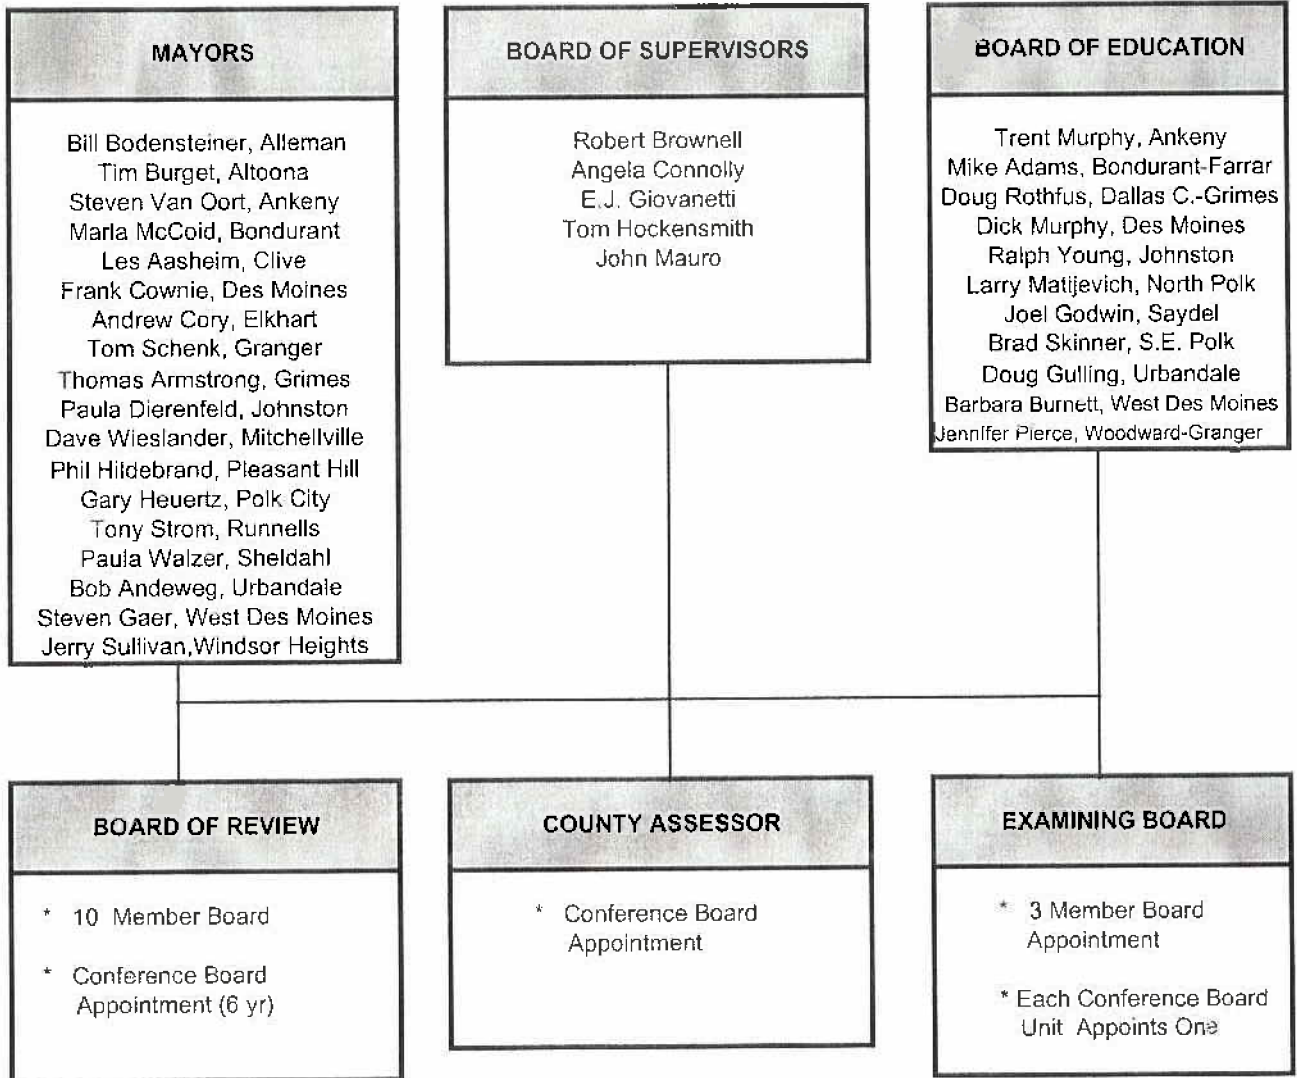 MAYORS
Bill Bodensteiner, Alleman
Tim Burget, Altoona
Steven Van Oort, Ankeny
Marla McCoid, Bondurant
Les Aasheim, Clive
Frank Cownie, Des Moines
Andrew Cory, Elkhart
Tom Schenk, Granger
Thomas Armstrong, Grimes
Paula Dierenfeld, Johnston
Dave Wieslander, Mitchellville
Phil Hildebrand, Pleasant Hill
Gary Heuertz, Polk City
Tony Strom, Runnells
Paula Walzer, Sheldahl
Bob Andeweg, Urbandale
Steven Gaer, West Des Moines
Jerry Sullivan,Windsor Heights
BOARD OF SUPERVISORS
Robert Brownell
Angela Connolly
E.J. Giovanetti
Tom Hockensmith
John Mauro
BOARD OF EDUCATION
Trent Murphy, Ankeny
Mike Adams, Bondurant-Farrar
Doug Rothfus, Dallas C.-Grimes
Dick Murphy, Des Moines
Ralph Young, Johnston
Larry Matijevich, North Polk
Joel Godwin, Saydel
Brad Skinner, S.E. Polk
Doug Gulling, Urbandale
Barbara Burnett, West Des Moines
Jennifer Pierce, Woodward-Granger
BOARD OF REVIEW
* 10 Member Board
* Conference Board
Appointment (6 yr)
COUNTY ASSESSOR
* Conference Board
Appointment
EXAMINING BOARD
* 3 Member Board
Appointment
* Each Conference Board
Unit Appoints One